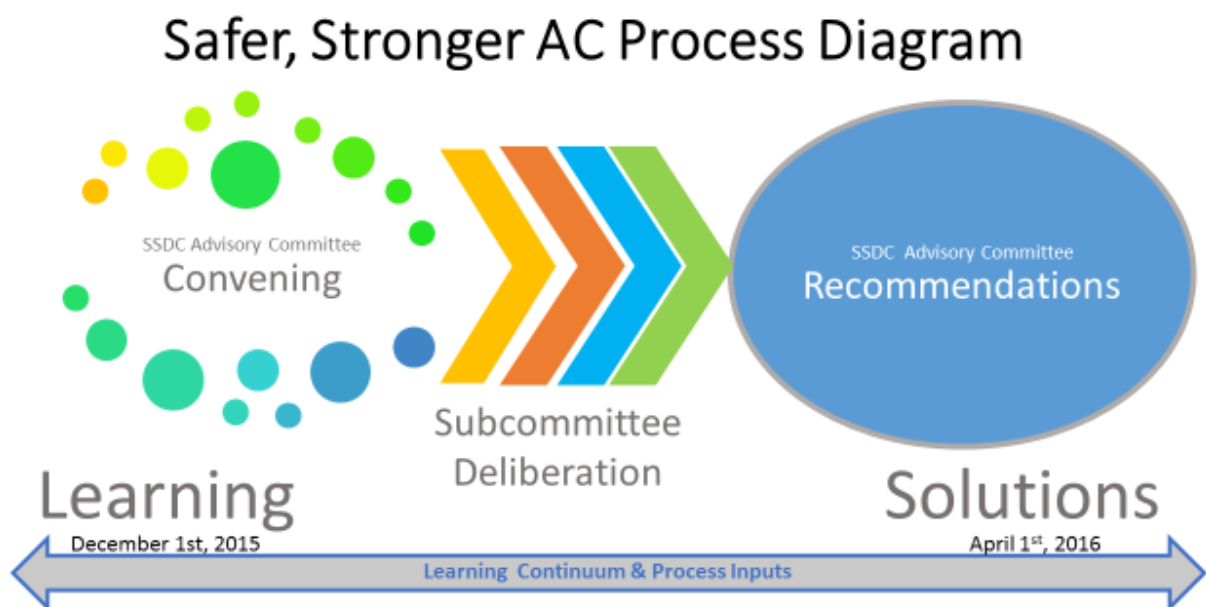 Safer, Stronger AC Process Diagram
SSDC Advisory Committee
Convening
Subcommittee
Deliberation
SSDC Advisory Committee
Recommendations
Learning
December 1st, 2015
Solutions
April 1st, 2016
Learning Continuum & Process Inputs